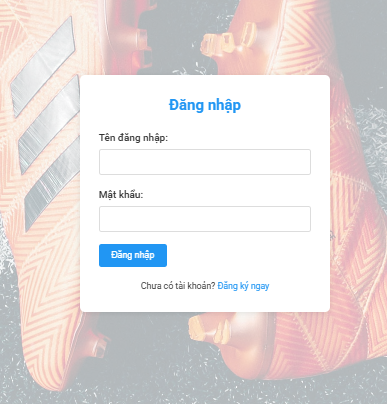 Đăng nhập
Tên đăng nhập:
Mật khẩu:
Đăng nhập
Chưa có tài khoản? Đăng ký ngay